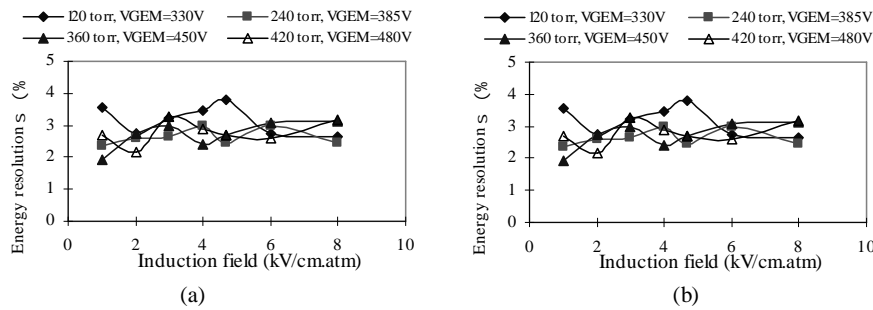 120 torr, VGEM=330V 240 torr, VGEM=385V
360 torr, VGEM=450V 420 torr, VGEM=480V
Energy resolution s (%
5
4
3
2
1
0
0 2 4 6 8 10
Induction field (kV/cm.atm)
(a)
120 torr, VGEM=330V 240 torr, VGEM=385V
360 torr, VGEM=450V 420 torr, VGEM=480V
Energy resolution s (%
5
4
3
2
1
0
0 2 4 6 8 10
Induction field (kV/cm.atm)
(b)